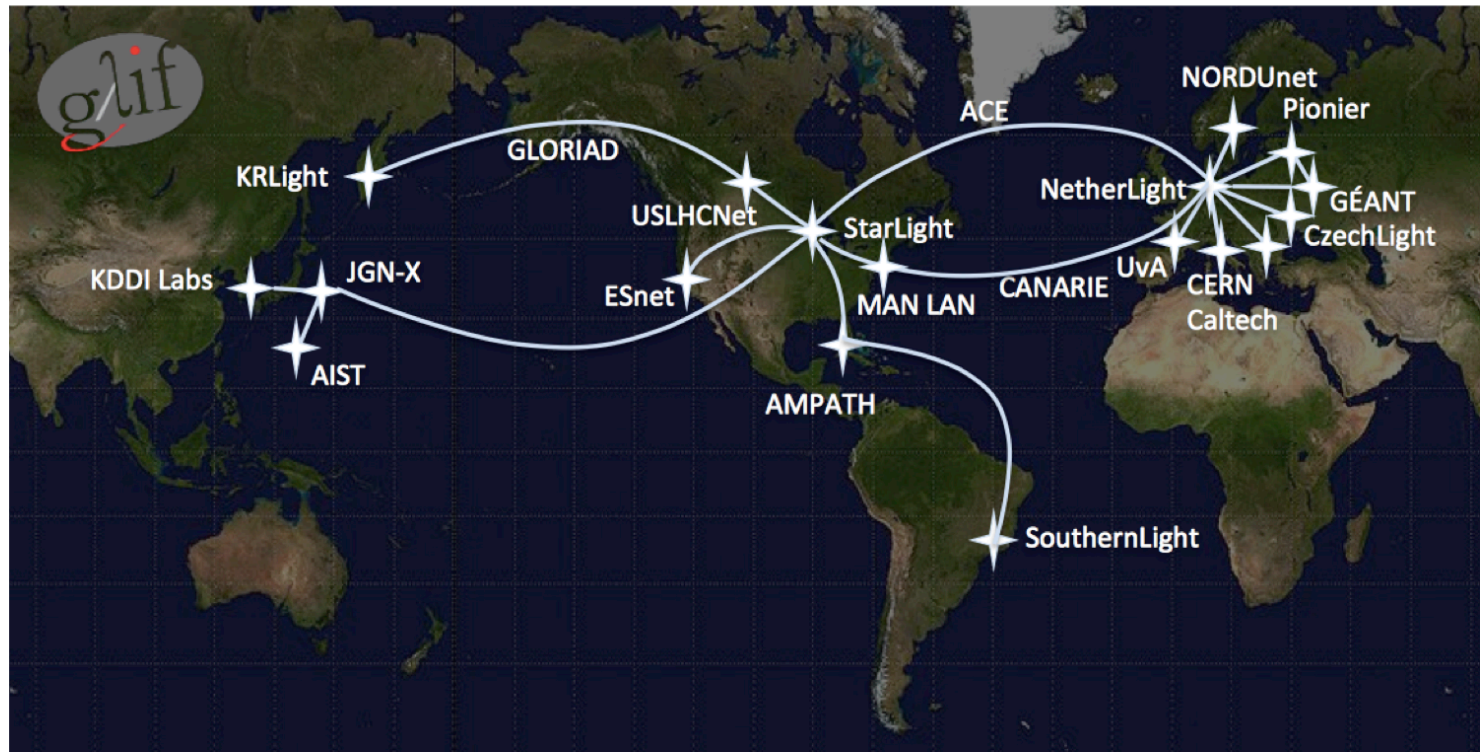 glif
NORDUnet
Pionier
ACE
GLORIAD
KRLight
NetherLight
GÉANT
USLHCNet
StarLight
CzechLight
KDDI Labs
JGN-X
ESnet
UvA
CERN
Caltech
CANARIE
MAN LAN
AIST
AMPATH
SouthernLight